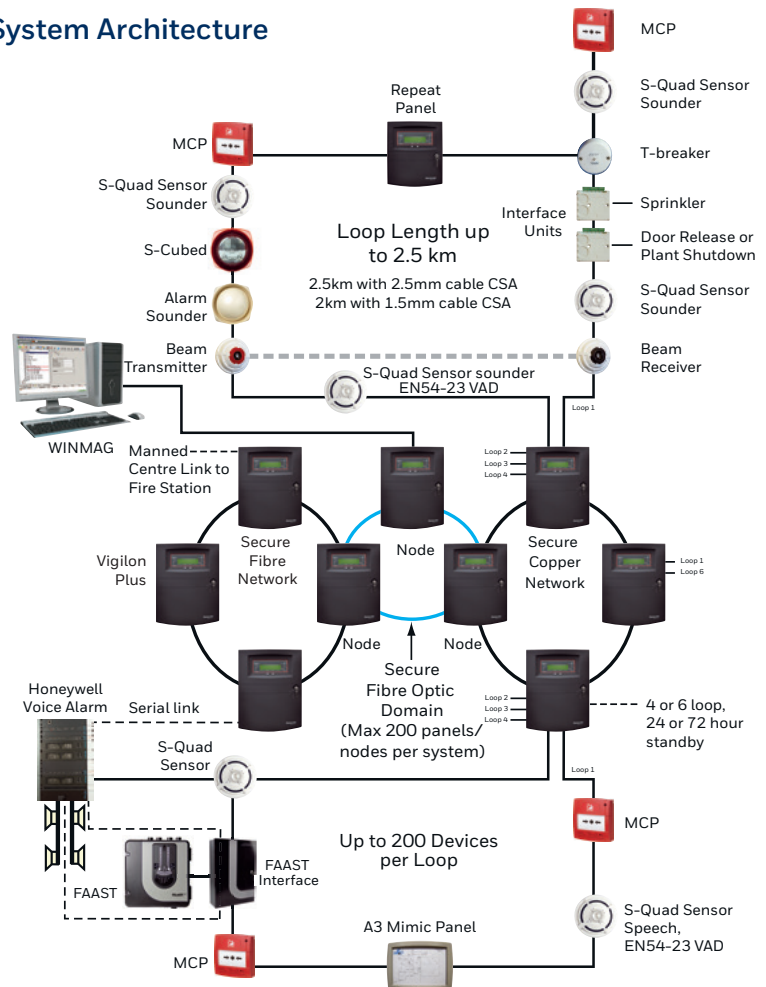 System Architecture
MCP
S-Quad Sensor
Sounder
Repeat
Panel
MCP
T-breaker
S-Quad Sensor
Sounder
Interface
Units
Sprinkler
Loop Length up
to 2.5 km
S-Cubed
Door Release or
Plant Shutdown
2.5km with 2.5mm cable CSA
2km with 1.5mm cable CSA
Alarm
Sounder
S-Quad Sensor
Sounder
Beam
Transmitter
Beam
Receiver
S-Quad Sensor sounder
EN54-23 VAD
Loop 1
WINMAG
Manned
Centre Link to
Fire Station
Loop 2
Loop 3
Loop 4
Vigilon
Plus
Secure
Fibre
Network
Node
Secure
Copper
Network
Loop 1
Loop 6
Node
Node
Secure
Fibre Optic
Domain
(Max 200 panels/
nodes per system)
Honeywell
Voice Alarm
Serial link
Loop 2
Loop 3
Loop 4
4 or 6 loop,
24 or 72 hour
standby
S-Quad
Sensor
Loop 1
MCP
Up to 200 Devices
per Loop
FAAST
FAAST
Interface
A3 Mimic Panel
S-Quad Sensor
Speech,
EN54-23 VAD
MCP